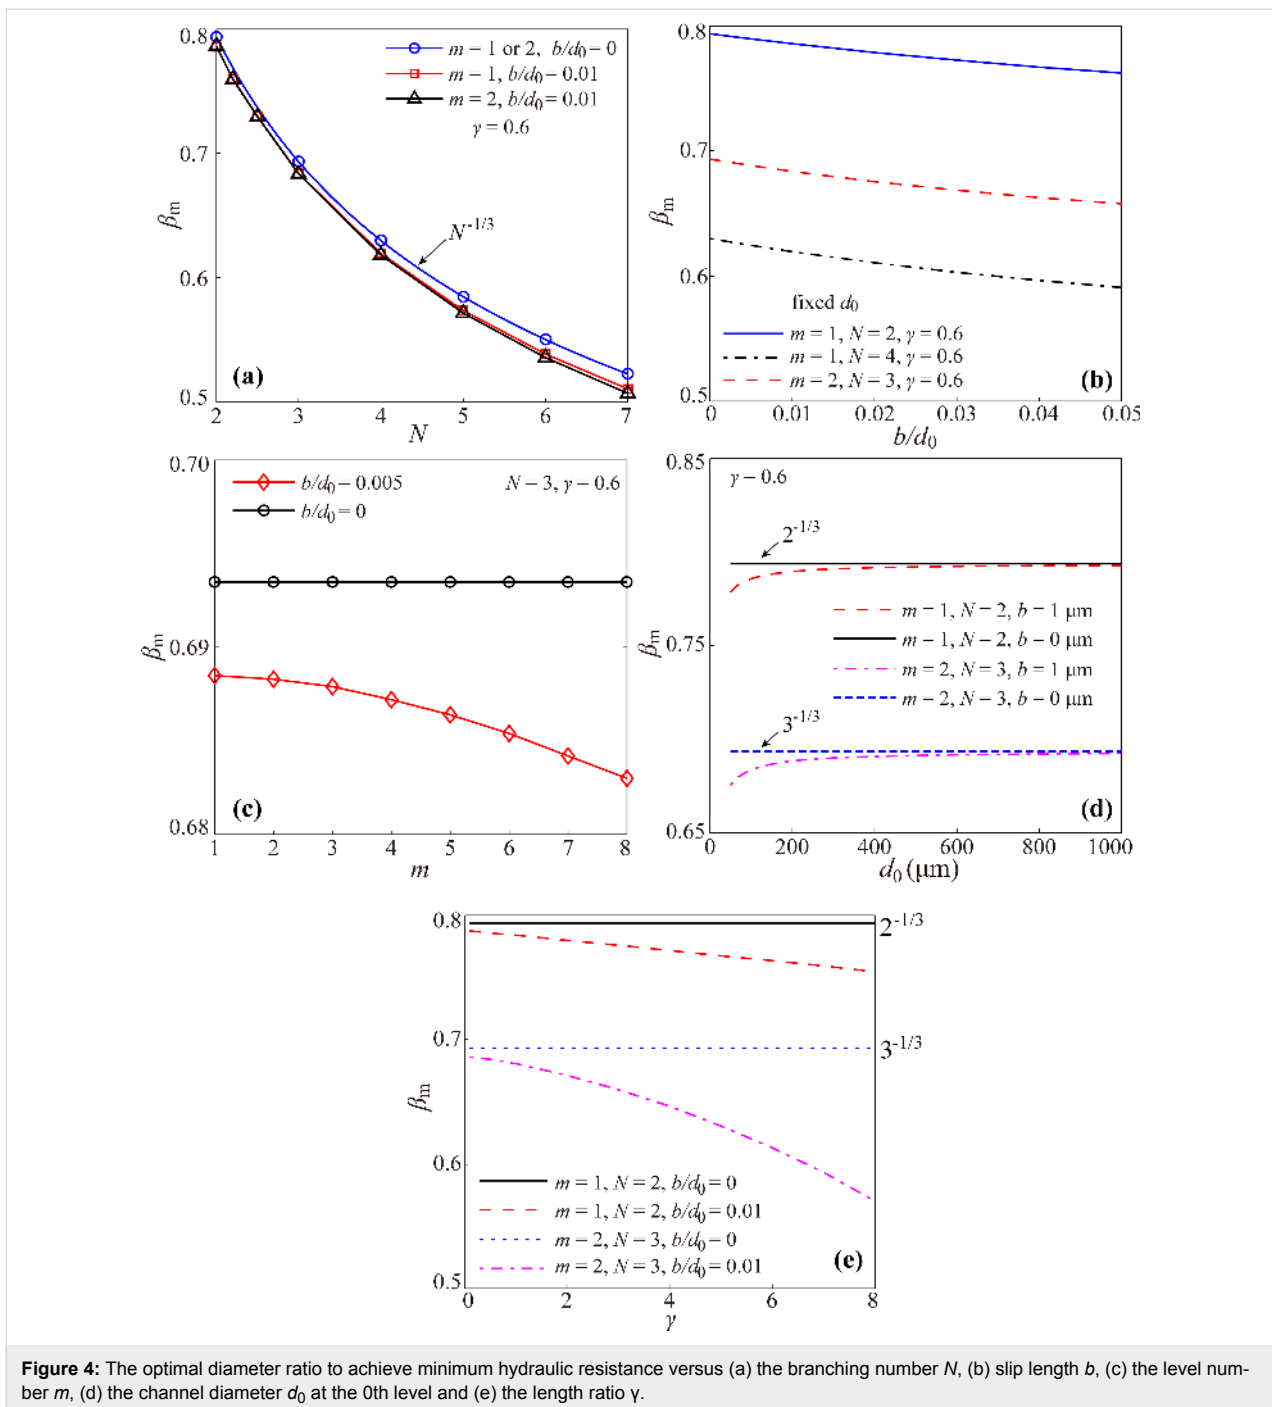 0.8
0.7
0.6
0.5
βm
2 3 4 5 6 7
N
m = 1 or 2, b/d0 = 0
m = 1, b/d0 = 0.01
m = 2, b/d0 = 0.01
γ = 0.6
N-1/3
(a)
0.8
0.7
0.6
0.5
βm
0 0.01 0.02 0.03 0.04 0.05
b/d0
fixed d0
m = 1, N = 2, γ = 0.6
m = 1, N = 4, γ = 0.6
m = 2, N = 3, γ = 0.6
(b)
0.70
0.69
0.68
βm
1 2 3 4 5 6 7 8
m
b/d0 = 0.005
b/d0 = 0
N = 3, γ = 0.6
(c)
0.85
0.75
0.65
βm
0 200 400 600 800 1000
d0 (μm)
γ = 0.6
2-1/3
m = 1, N = 2, b = 1 μm
m = 1, N = 2, b = 0 μm
m = 2, N = 3, b = 1 μm
m = 2, N = 3, b = 0 μm
3-1/3
(d)
0.8
0.7
0.6
0.5
βm
0 2 4 6 8
γ
2-1/3
3-1/3
m = 1, N = 2, b/d0 = 0
m = 1, N = 2, b/d0 = 0.01
m = 2, N = 3, b/d0 = 0
m = 2, N = 3, b/d0 = 0.01
(e)
Figure 4: The optimal diameter ratio to achieve minimum hydraulic resistance versus (a) the branching number N, (b) slip length b, (c) the level num-
ber m, (d) the channel diameter d0 at the 0th level and (e) the length ratio γ.